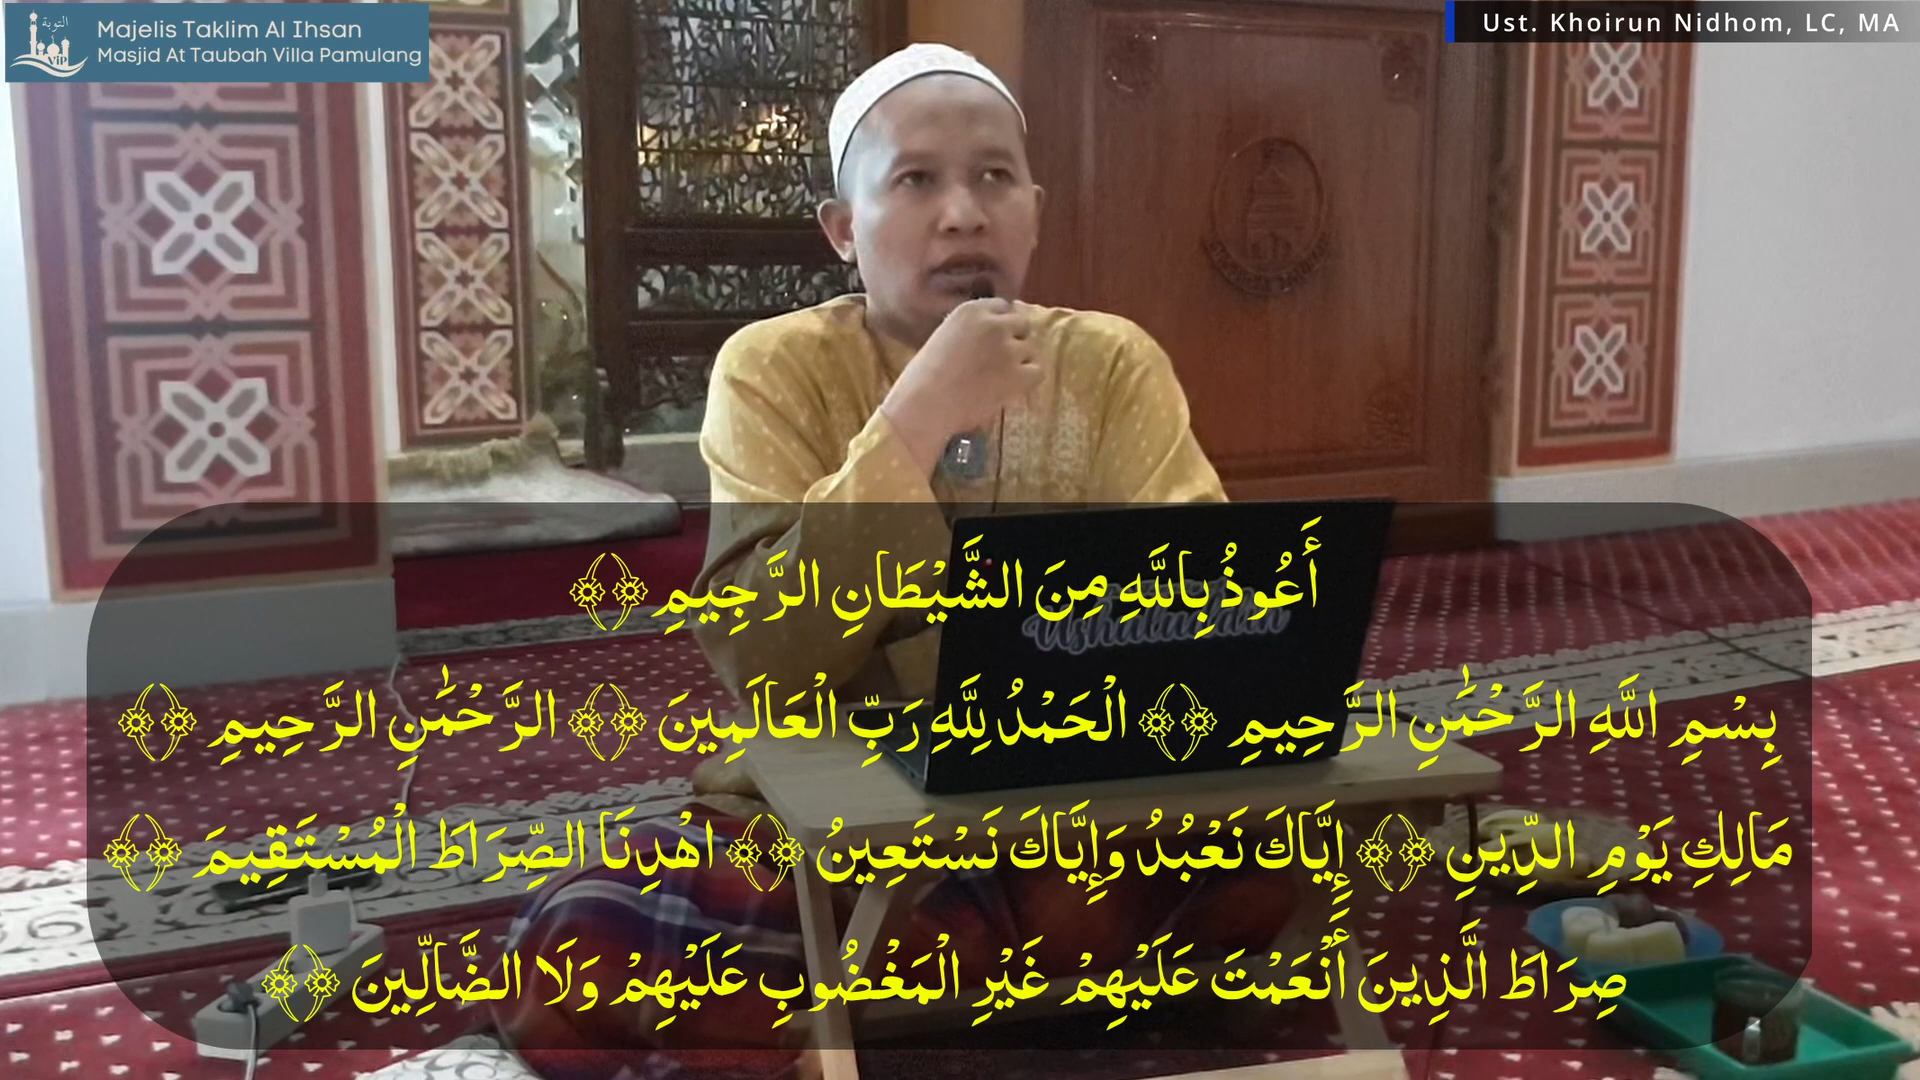 التوبة
ViP
Majelis Taklim Al Ihsan
Masjid At Taubah Villa Pamulang
Ust. Khoirun Nidhom, LC, MA
أَعُوذُ بِاللَّهِ مِنَ الشَّيْطَانِ الرَّجِيمِ ﴿﴾
بِسْمِ اللَّهِ الرَّحْمَٰنِ الرَّحِيمِ ﴿﴾ الْحَمْدُ لِلَّهِ رَبِّ الْعَالَمِينَ ﴿﴾ الرَّحْمَٰنِ الرَّحِيمِ ﴿﴾
مَالِكِ يَوْمِ الدِّينِ ﴿﴾ إِيَّاكَ نَعْبُدُ وَإِيَّاكَ نَسْتَعِينُ ﴿﴾ اهْدِنَا الصِّرَاطَ الْمُسْتَقِيمَ ﴿﴾
صِرَاطَ الَّذِينَ أَنْعَمْتَ عَلَيْهِمْ غَيْرِ الْمَغْضُوبِ عَلَيْهِمْ وَلَا الضَّالِّينَ ﴿﴾